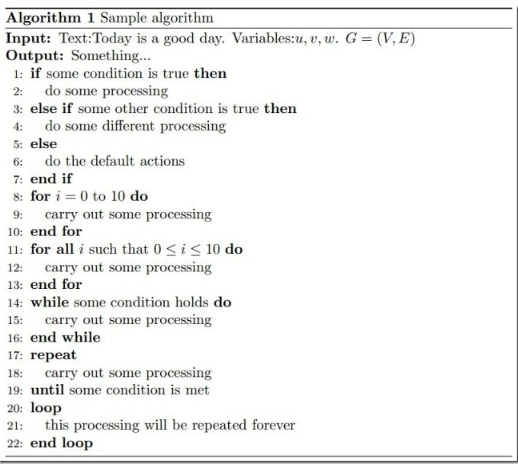 Algorithm 1 Sample algorithm
Input: Text:Today is a good day. Variables:u, v, w. G = (V, E)
Output: Something...
1: if some condition is true then
2: do some processing
3: else if some other condition is true then
4: do some different processing
5: else
6: do the default actions
7: end if
8: for i = 0 to 10 do
9: carry out some processing
10: end for
11: for all i such that 0 ≤ i ≤ 10 do
12: carry out some processing
13: end for
14: while some condition holds do
15: carry out some processing
16: end while
17: repeat
18: carry out some processing
19: until some condition is met
20: loop
21: this processing will be repeated forever
22: end loop